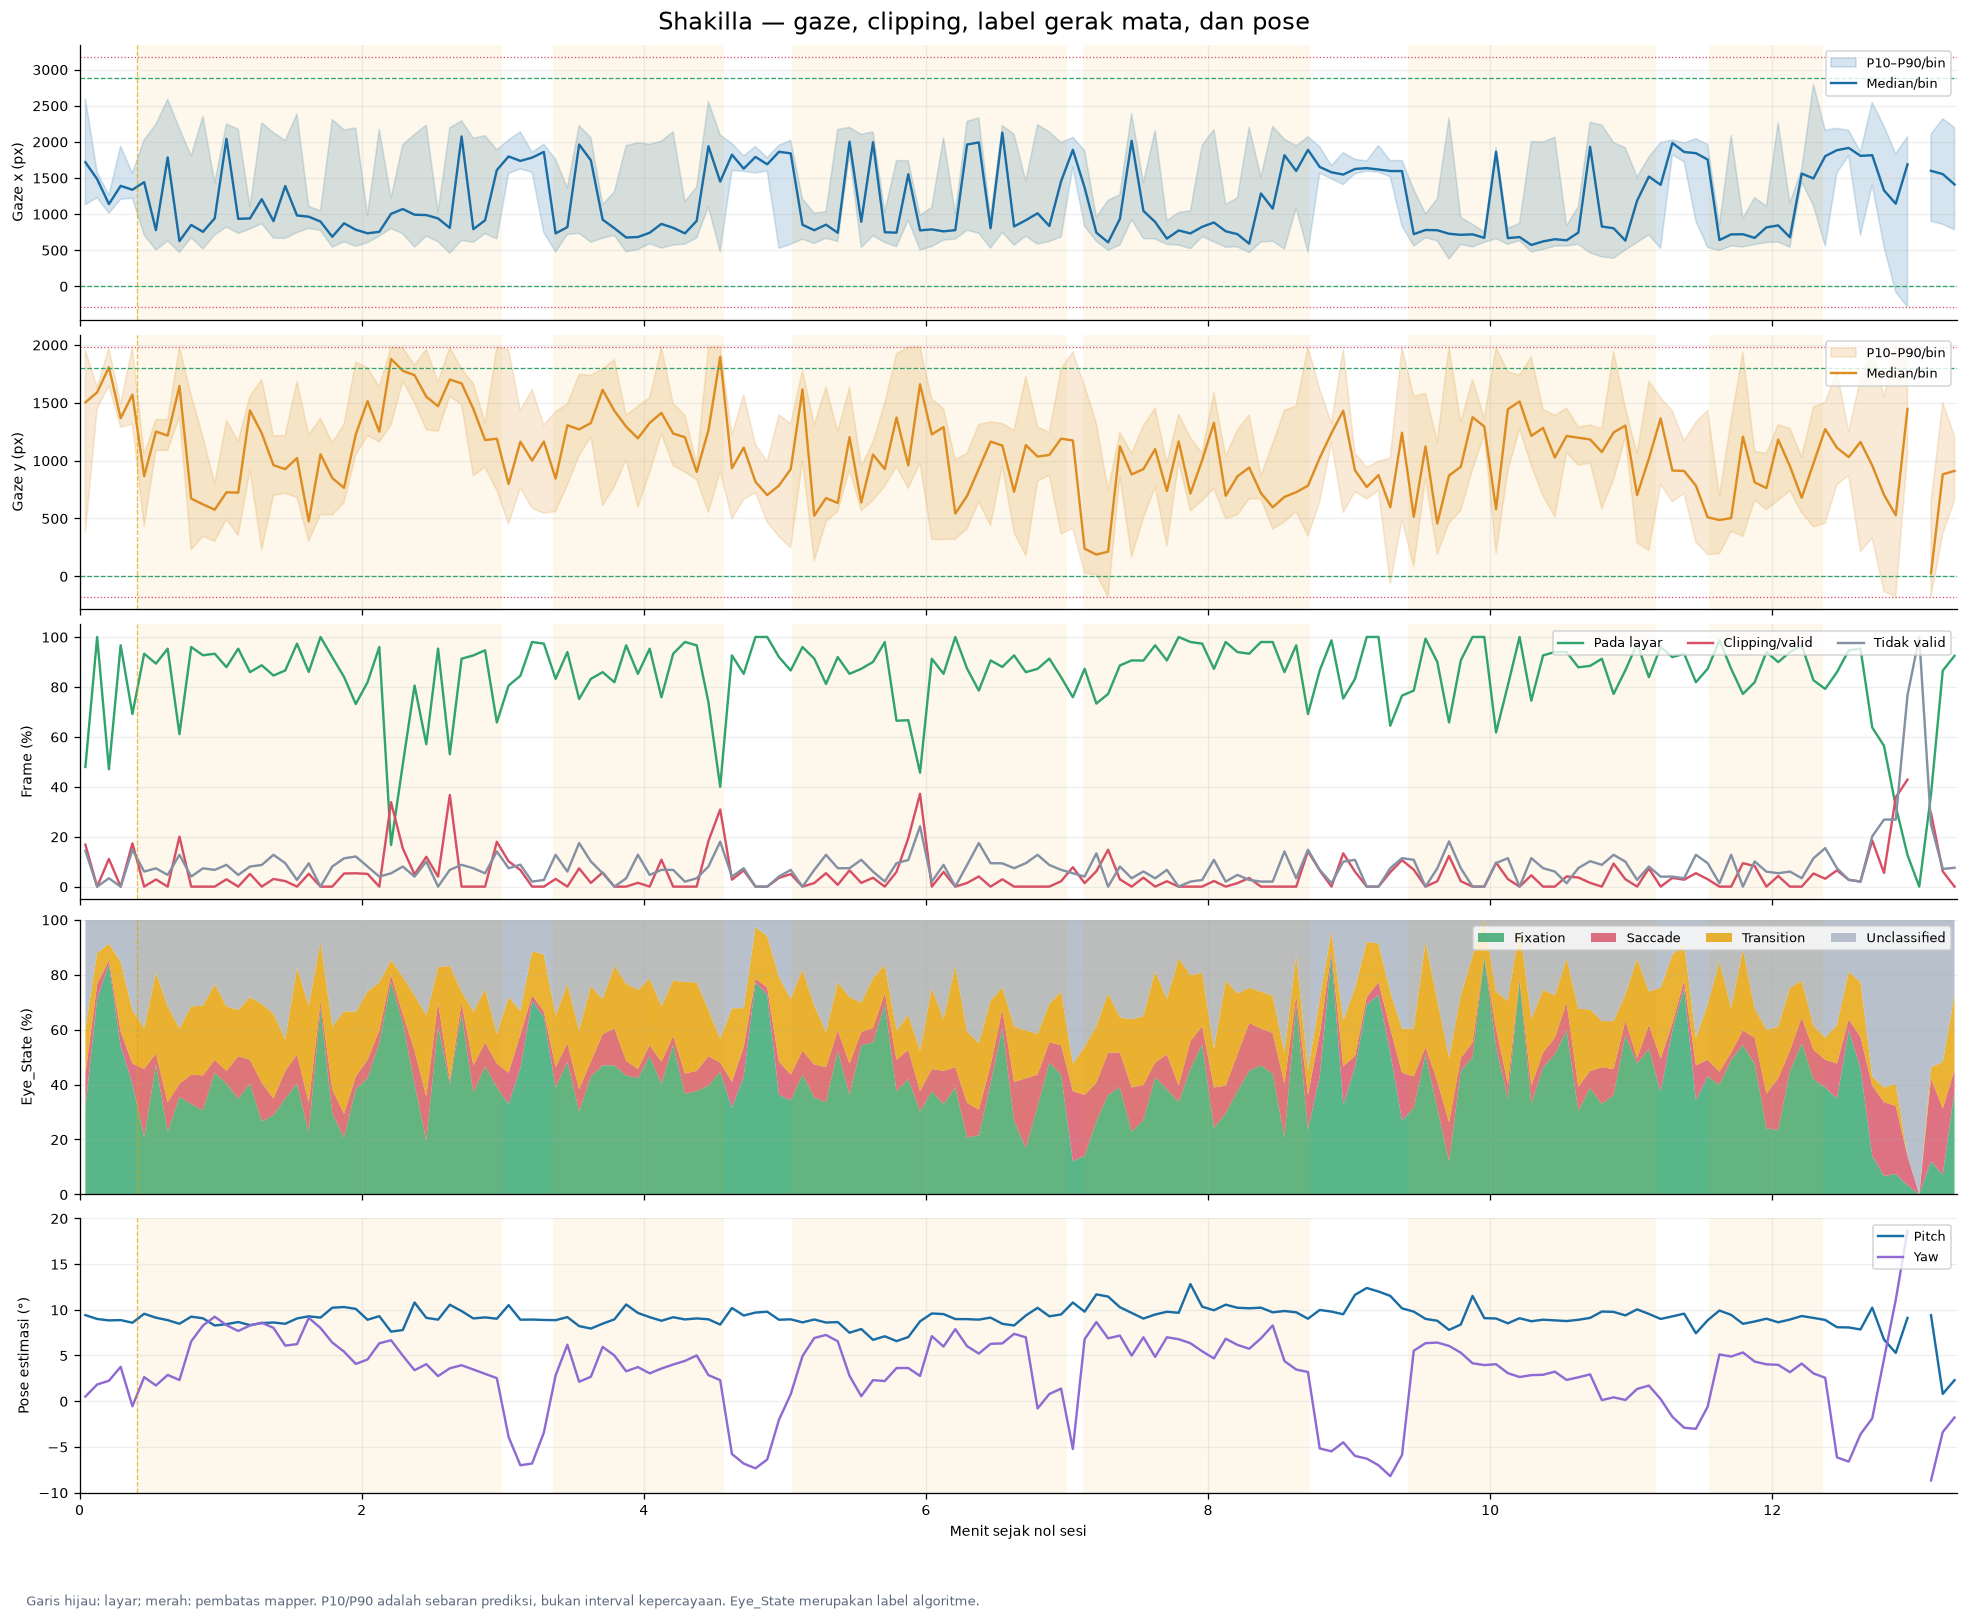 Shakilla — gaze, clipping, label gerak mata, dan pose
Gaze x (px)
3000
2500
2000
1500
1000
500
0
P10–P90/bin
Median/bin
Gaze y (px)
2000
1500
1000
500
0
P10–P90/bin
Median/bin
Frame (%)
100
80
60
40
20
0
Pada layar
Clipping/valid
Tidak valid
Eye_State (%)
100
80
60
40
20
0
Fixation
Saccade
Transition
Unclassified
Pose estimasi (°)
20
15
10
5
0
−5
−10
Pitch
Yaw
0
2
4
6
8
10
12
Menit sejak nol sesi
Garis hijau: layar; merah: pembatas mapper. P10/P90 adalah sebaran prediksi, bukan interval kepercayaan. Eye_State merupakan label algoritme.